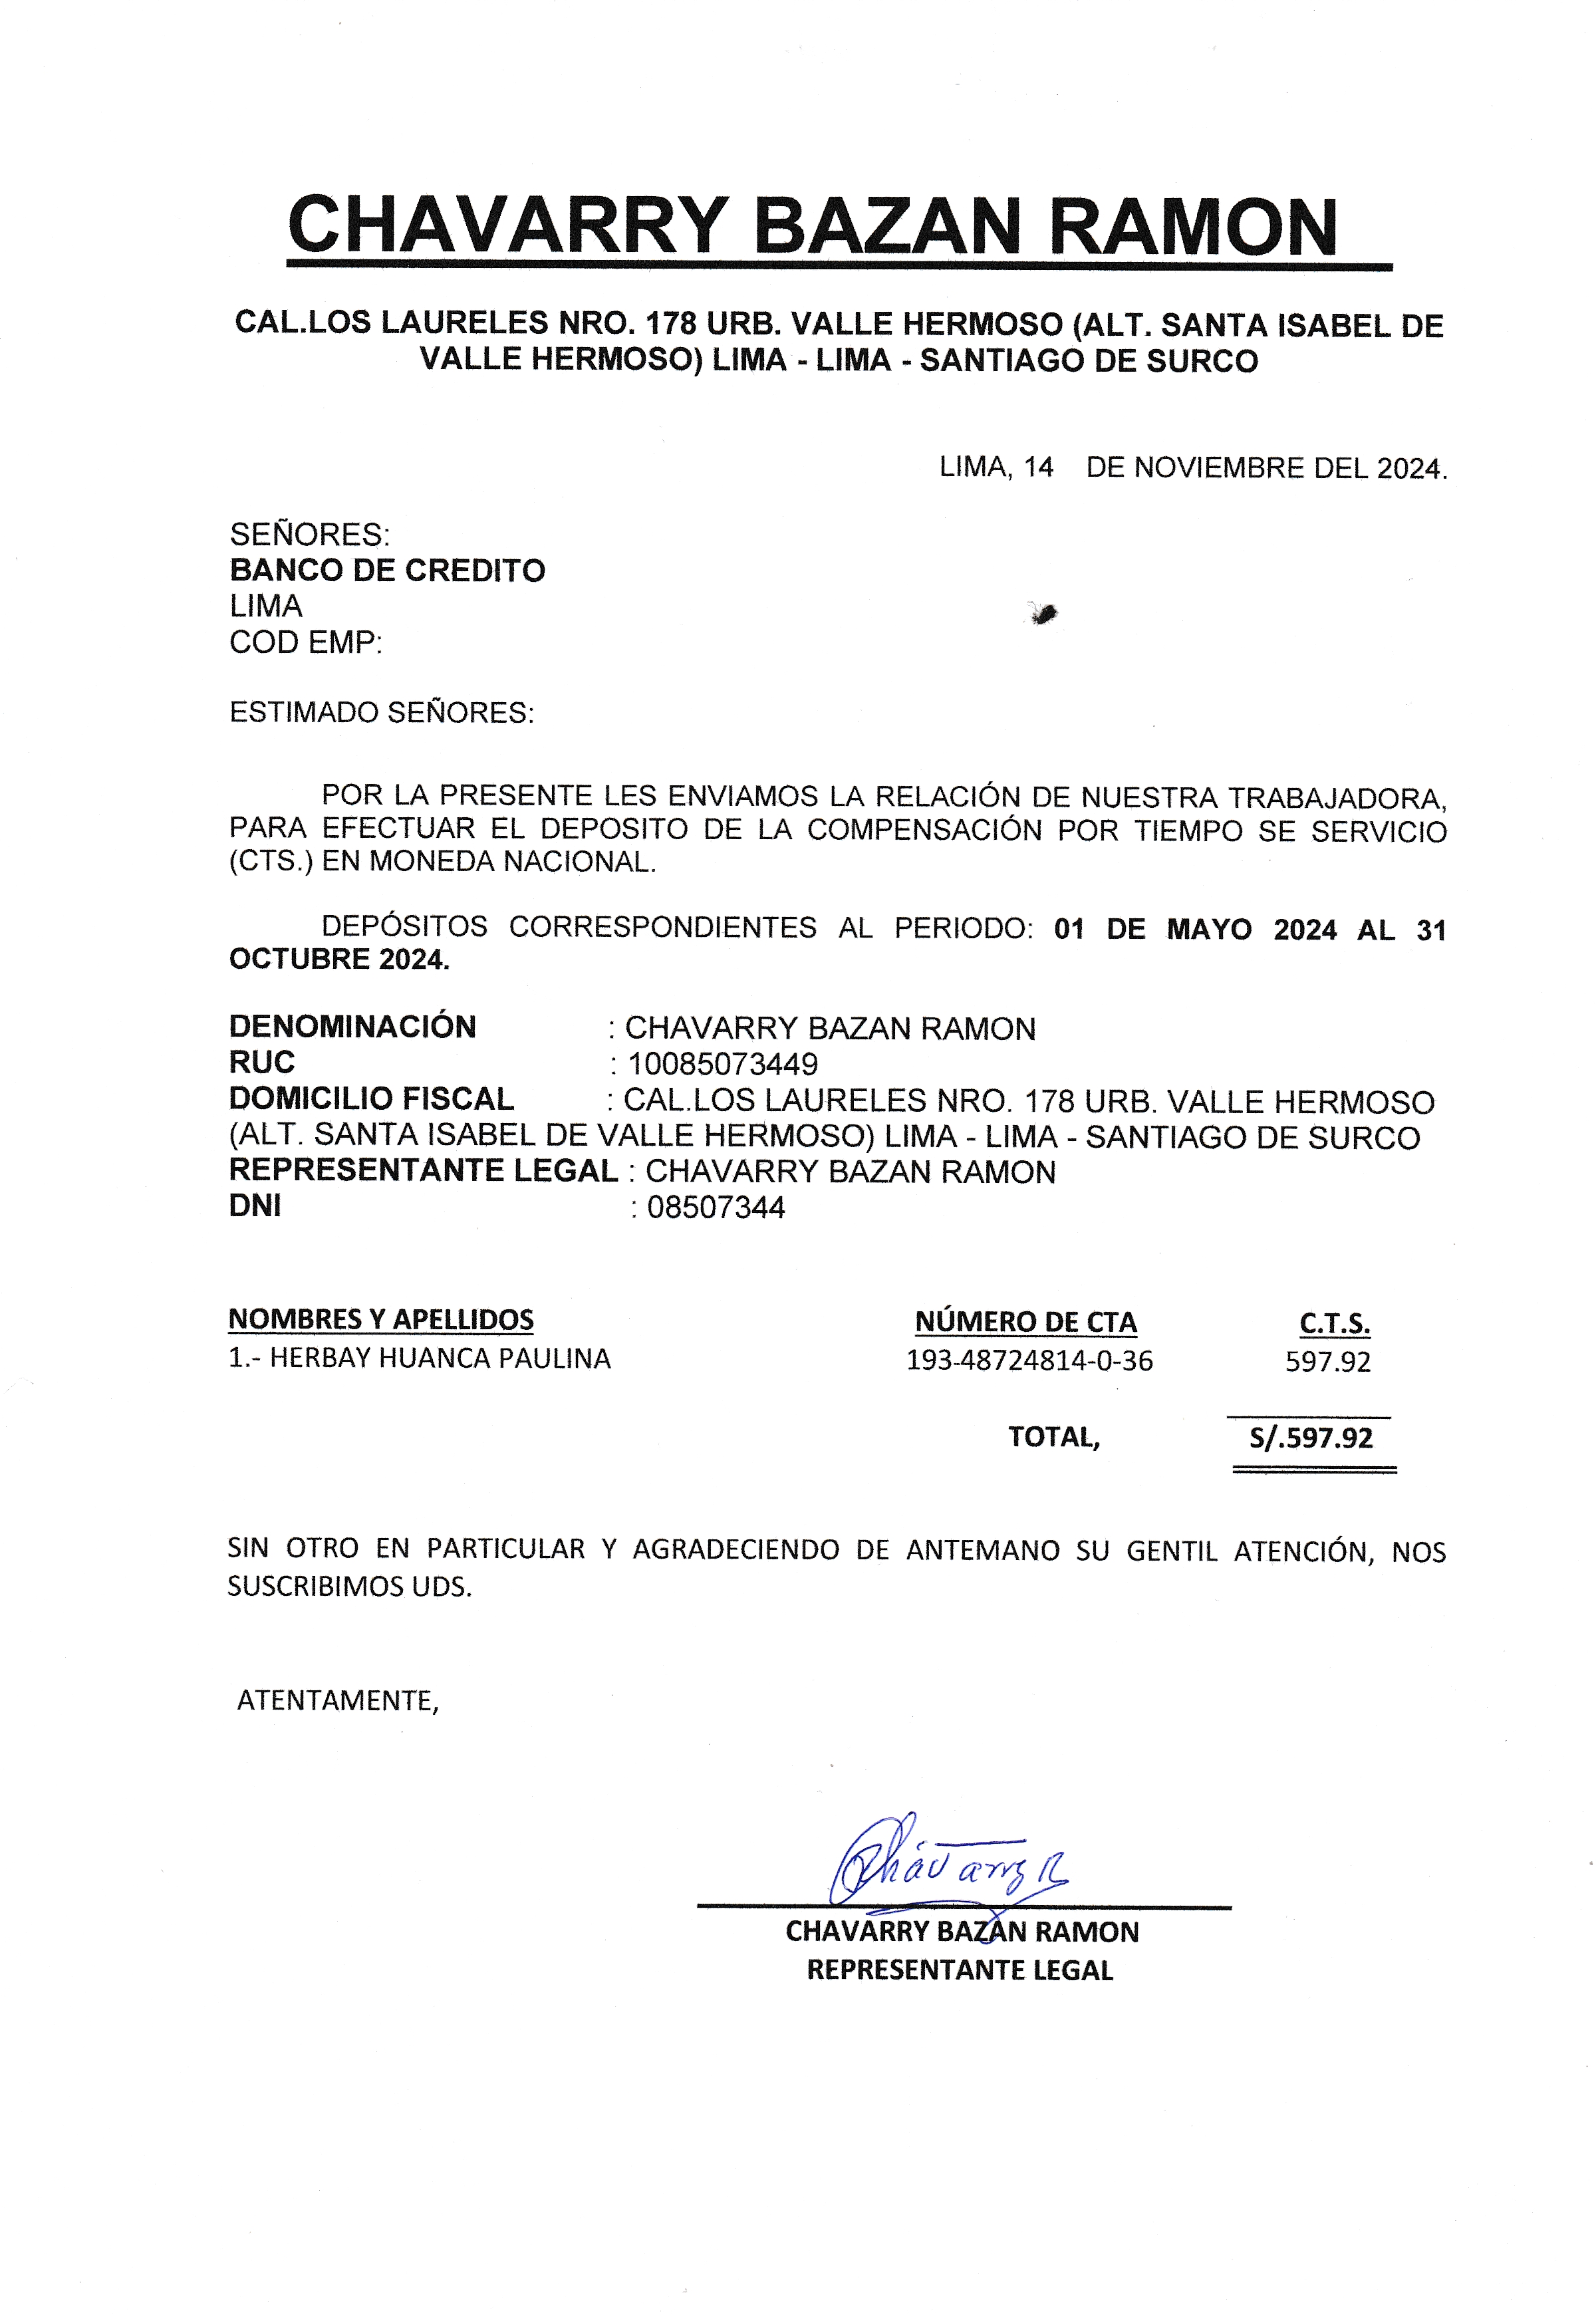 CHAVARRY BAZAN RAMON
CAL.LOS LAURELES NRO. 178 URB. VALLE HERMOSO (ALT. SANTA ISABEL DE
VALLE HERMOSO) LIMA - LIMA - SANTIAGO DE SURCO
LIMA, 14 DE NOVIEMBRE DEL 2024.
SEÑORES:
BANCO DE CREDITO
LIMA
COD EMP:
ESTIMADO SEÑORES:
POR LA PRESENTE LES ENVIAMOS LA RELACIÓN DE NUESTRA TRABAJADORA,
PARA EFECTUAR EL DEPOSITO DE LA COMPENSACIÓN POR TIEMPO SE SERVICIO
(CTS.) EN MONEDA NACIONAL.
DEPÓSITOS CORRESPONDIENTES AL PERIODO: 01 DE MAYO 2024 AL 31
OCTUBRE 2024.
DENOMINACIÓN : CHAVARRY BAZAN RAMON
RUC : 10085073449
DOMICILIO FISCAL : CAL.LOS LAURELES NRO. 178 URB. VALLE HERMOSO
(ALT. SANTA ISABEL DE VALLE HERMOSO) LIMA - LIMA - SANTIAGO DE SURCO
REPRESENTANTE LEGAL : CHAVARRY BAZAN RAMON
DNI : 08507344
NOMBRES Y APELLIDOS NÚMERO DE CTA C.T.S.
1.- HERBAY HUANCA PAULINA 193-48724814-0-36 597.92
TOTAL, S/.597.92
SIN OTRO EN PARTICULAR Y AGRADECIENDO DE ANTEMANO SU GENTIL ATENCIÓN, NOS
SUSCRIBIMOS UDS.
ATENTAMENTE,
Chávarry R
CHAVARRY BAZAN RAMON
REPRESENTANTE LEGAL